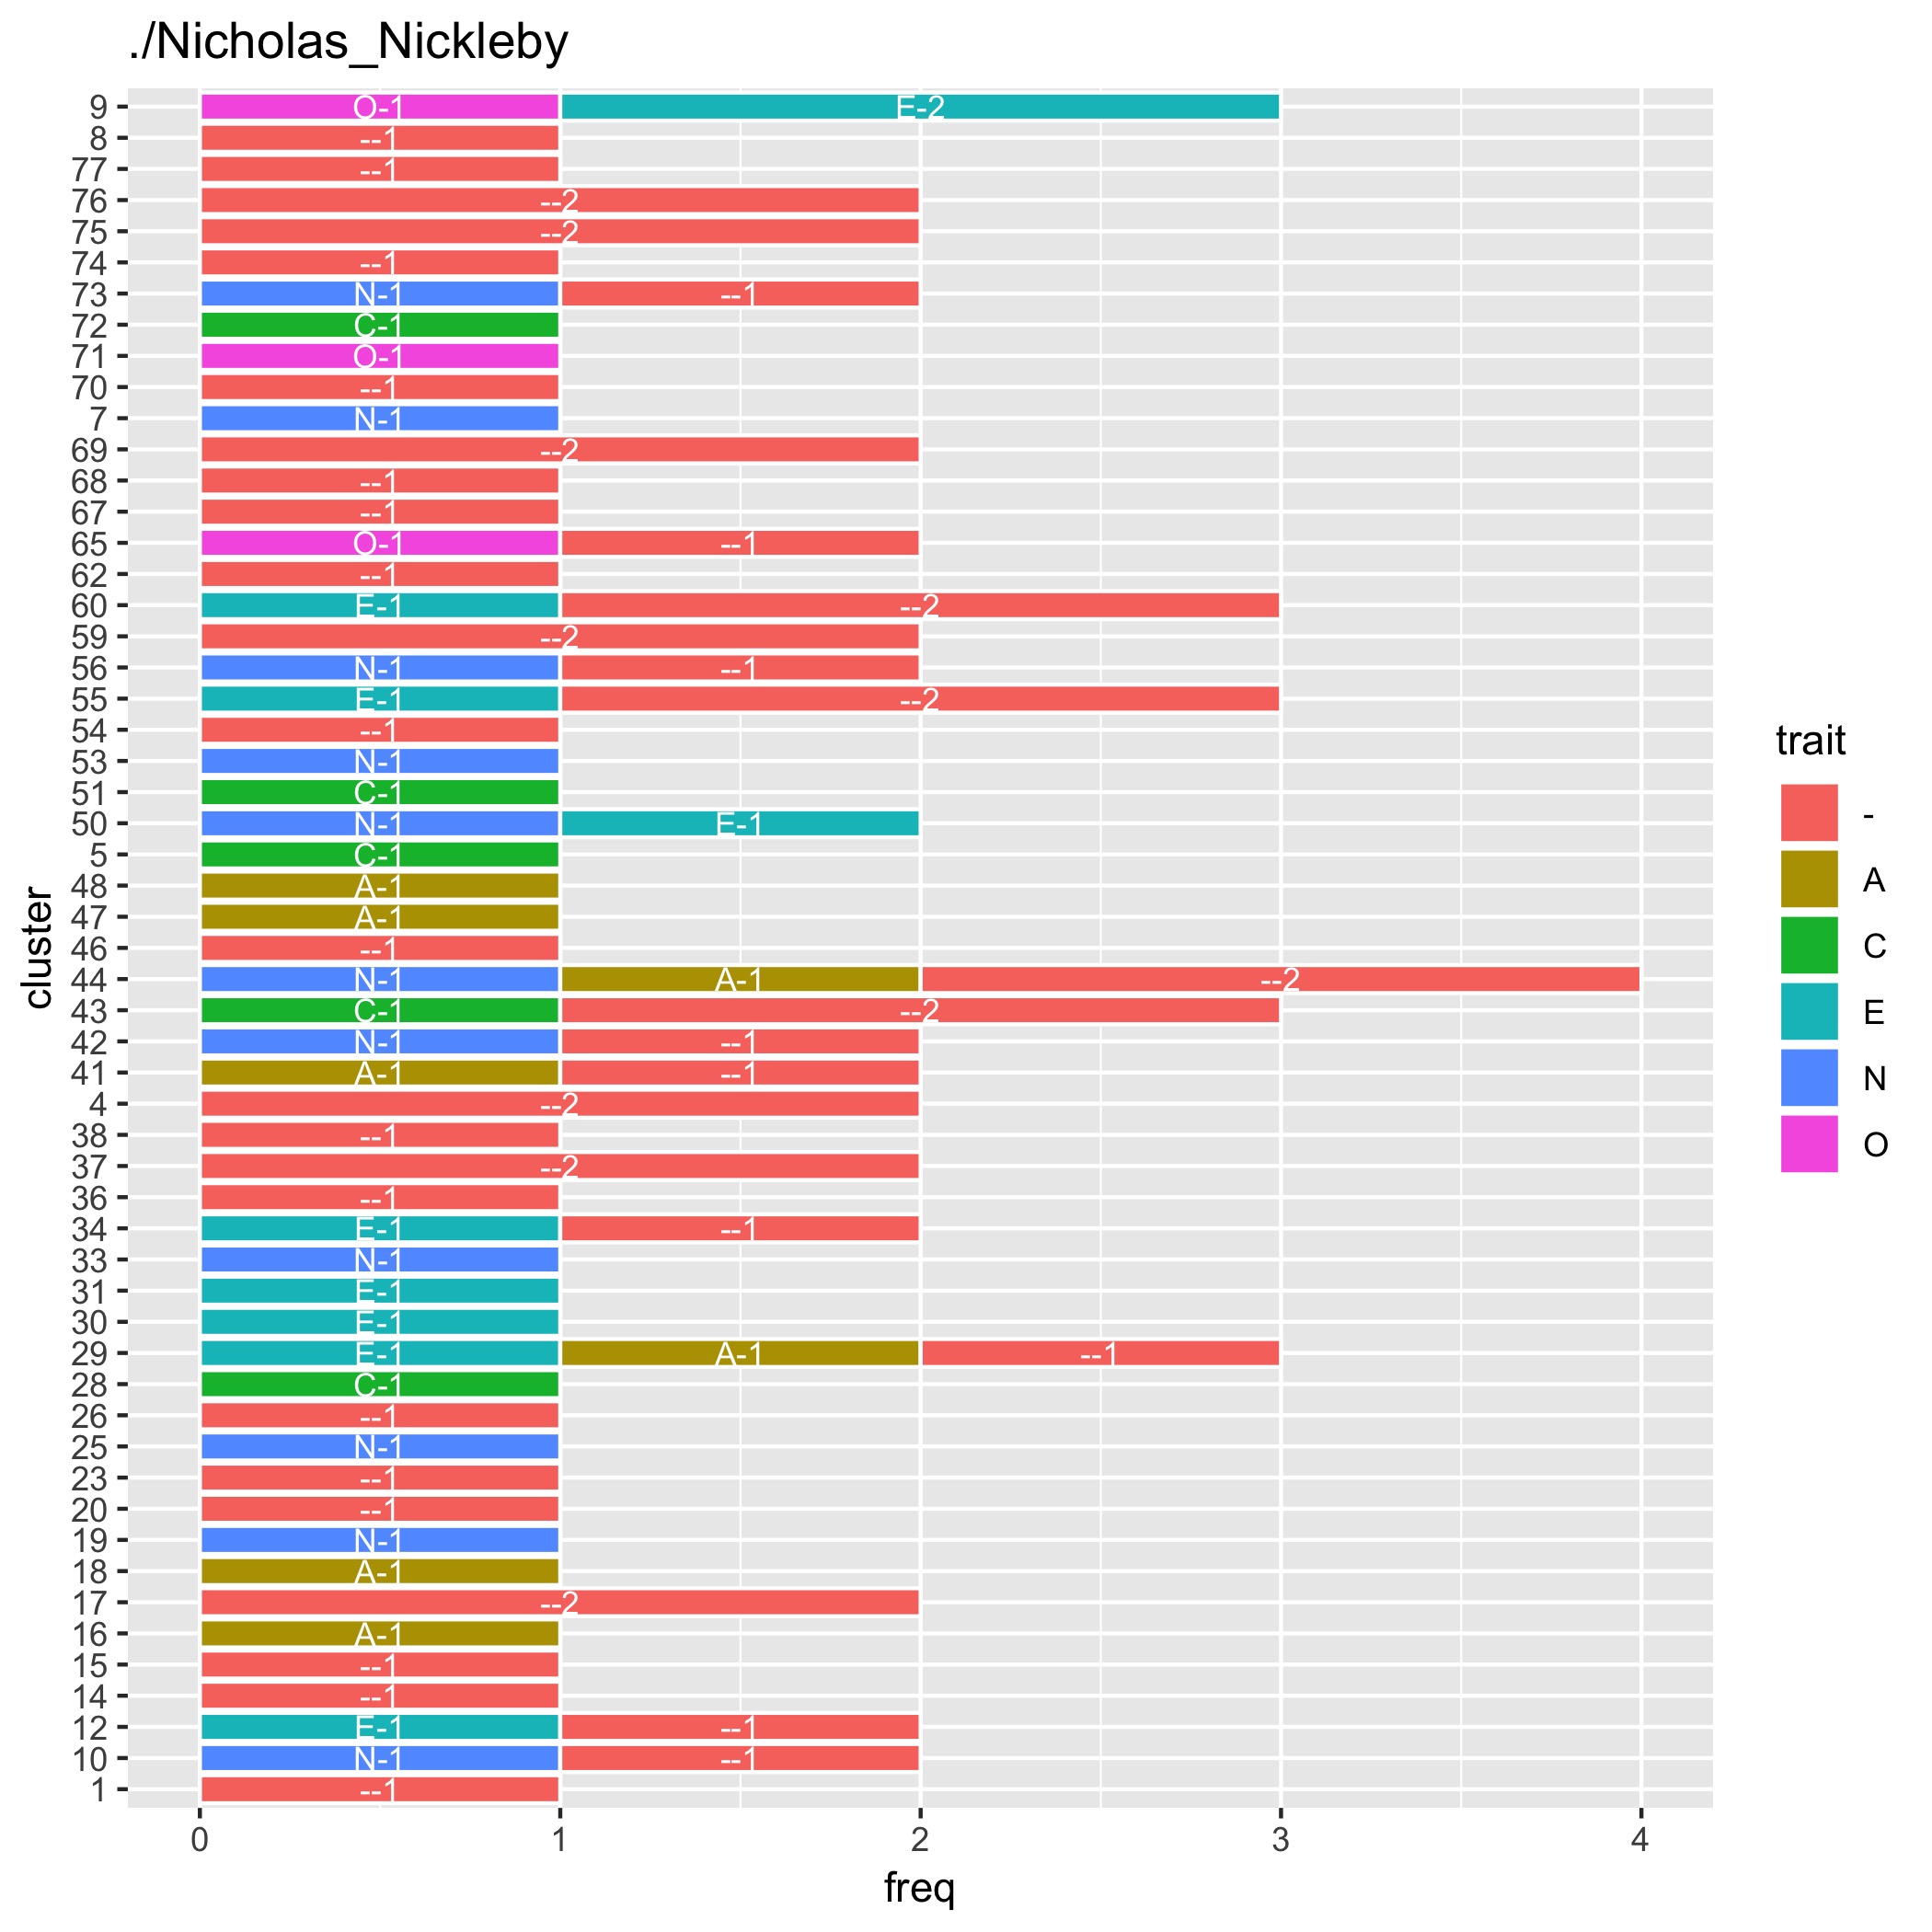 ./Nicholas_Nickleby
9 O-1 E-2
8 --1
77 --1
76 --2
75 --2
74 --1
73 N-1 --1
72 C-1
71 O-1
70 --1
7 N-1
69 --2
68 --1
67 --1
65 O-1 --1
62 --1
60 E-1 --2
59 --2
56 N-1 --1
55 E-1 --2
54 --1
53 N-1
51 C-1
50 N-1 E-1
5 C-1
48 A-1
47 A-1
46 --1
44 N-1 A-1 --2
43 C-1 --2
42 N-1 --1
41 A-1 --1
4 --2
38 --1
37 --2
36 --1
34 E-1 --1
33 N-1
31 E-1
30 E-1
29 E-1 A-1 --1
28 C-1
26 --1
25 N-1
23 --1
20 --1
19 N-1
18 A-1
17 --2
16 A-1
15 --1
14 --1
12 E-1 --1
10 N-1 --1
1 --1
0 1 2 3 4
freq
cluster
trait
-
A
C
E
N
O